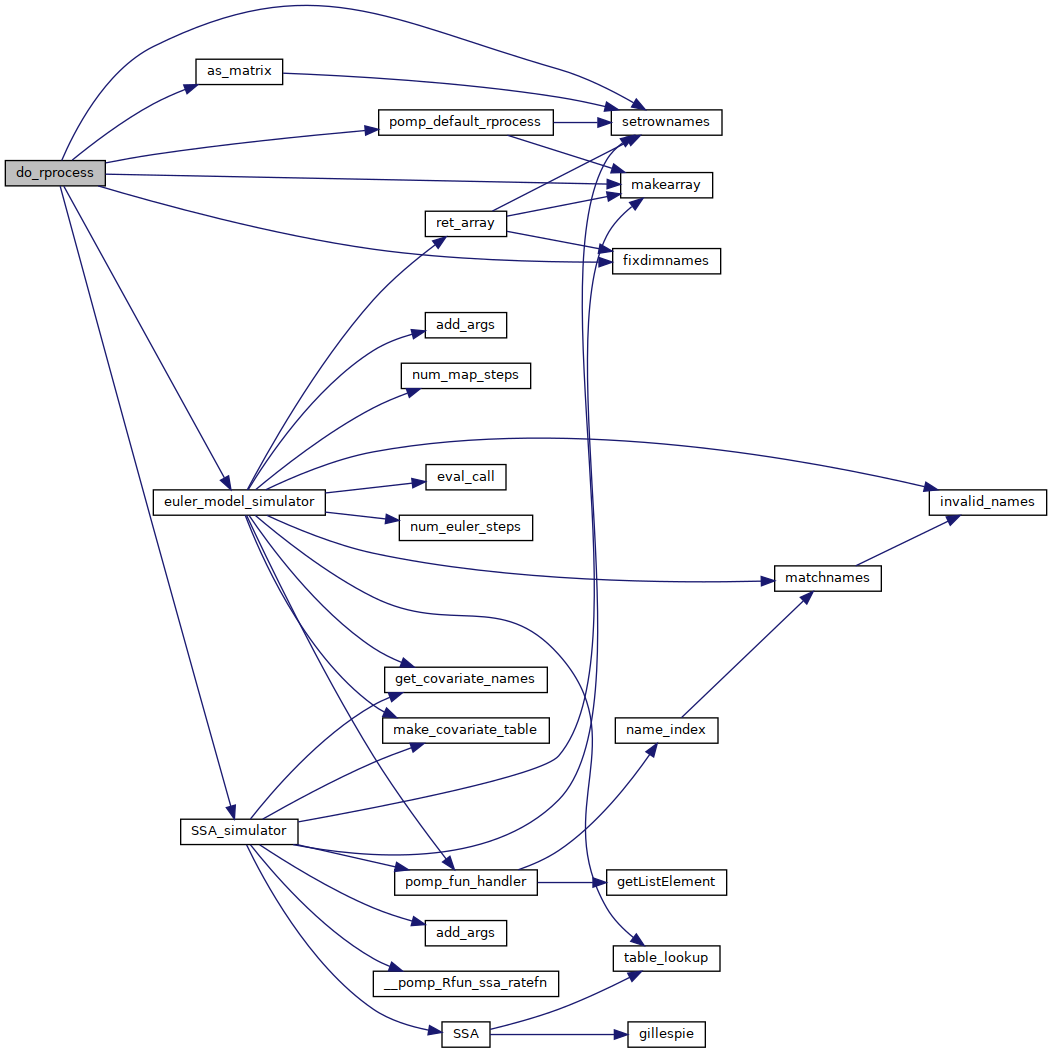 as_matrix
pomp_default_rprocess
setrownames
do_rprocess
makearray
ret_array
fixdimnames
add_args
num_map_steps
eval_call
euler_model_simulator
invalid_names
num_euler_steps
matchnames
get_covariate_names
make_covariate_table
name_index
SSA_simulator
pomp_fun_handler
getListElement
add_args
table_lookup
__pomp_Rfun_ssa_ratefn
SSA
gillespie